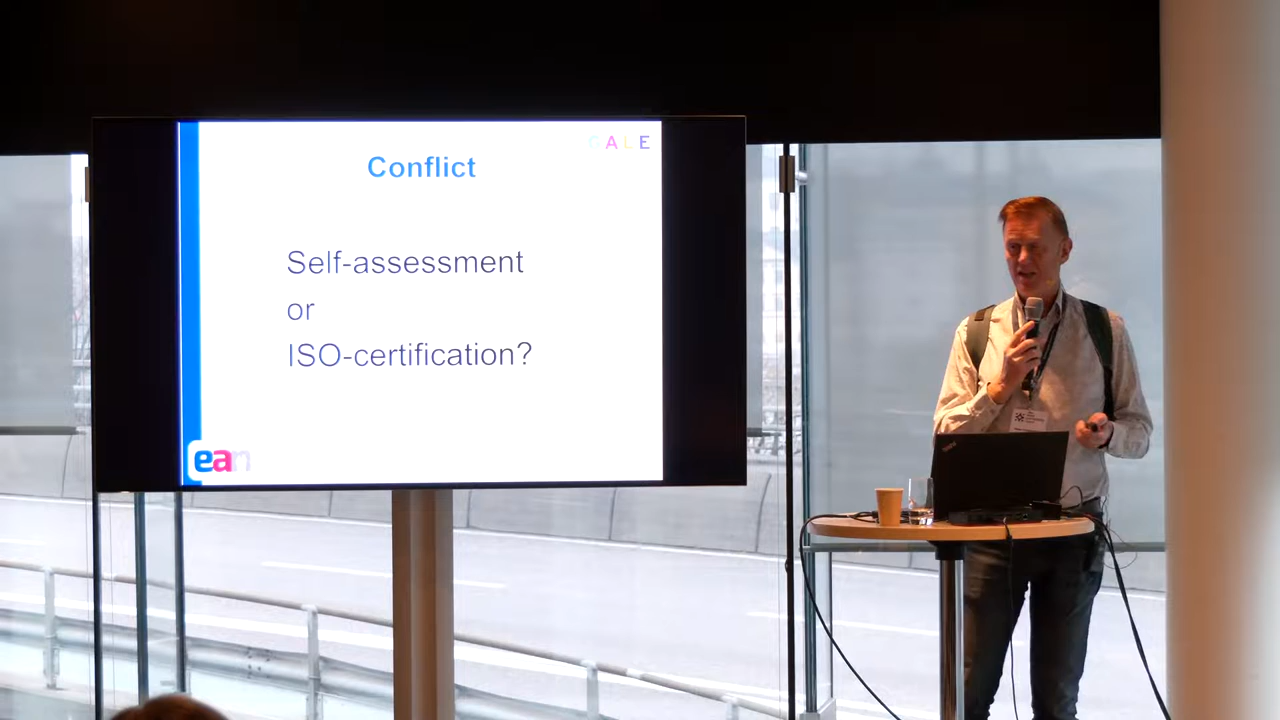 GALE
Conflict
Self-assessment
or
ISO-certification?
ean